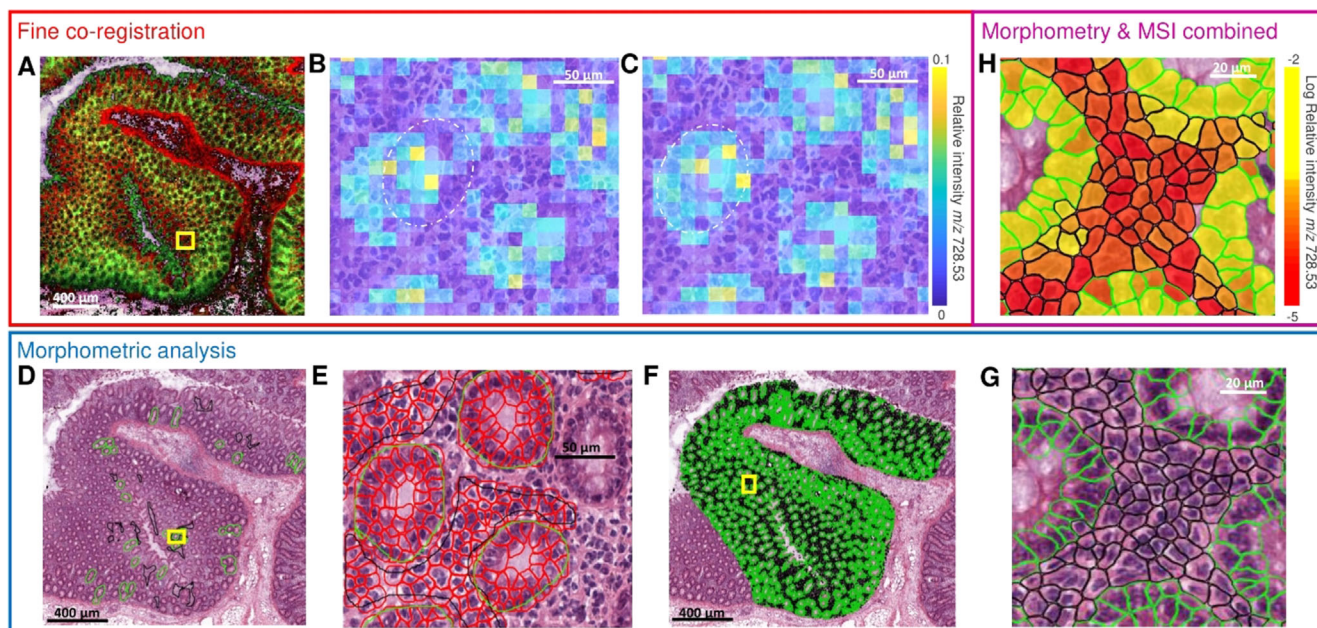 Fine co-registration
Morphometry & MSI combined
A
B
C
H
50 µm
50 µm
0.1
Relative intensity m/z 728.53
0
20 µm
-2
Log Relative intensity m/z 728.53
-5
400 µm
Morphometric analysis
D
E
F
G
50 µm
20 µm
400 µm
400 µm